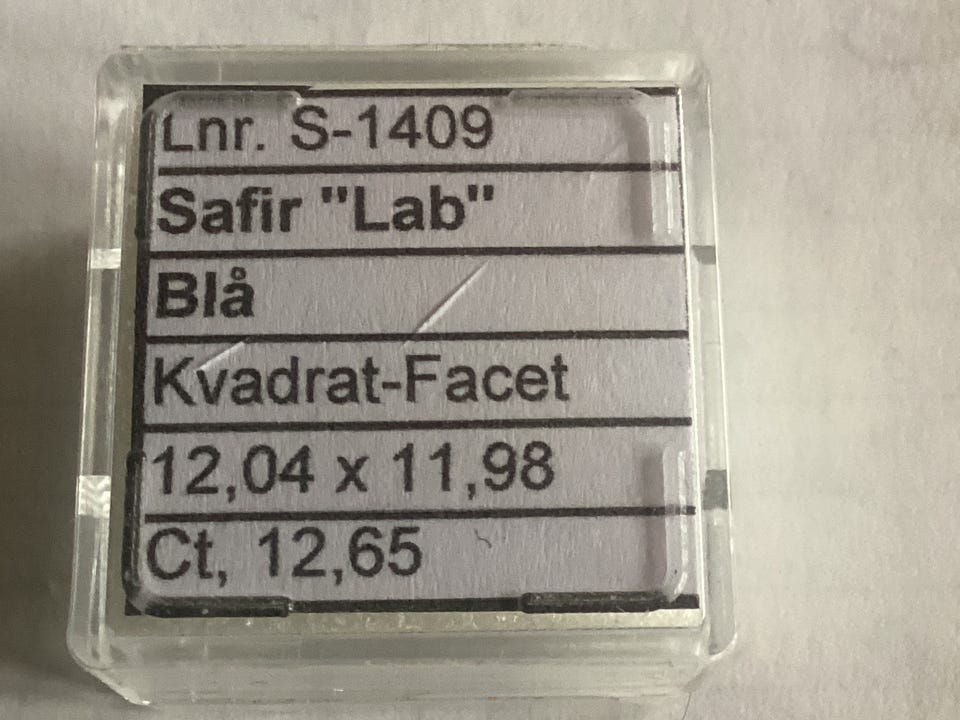 Lnr. S-1409
Safir "Lab"
Blå
Kvadrat-Facet
12,04 x 11,98
Ct, 12,65